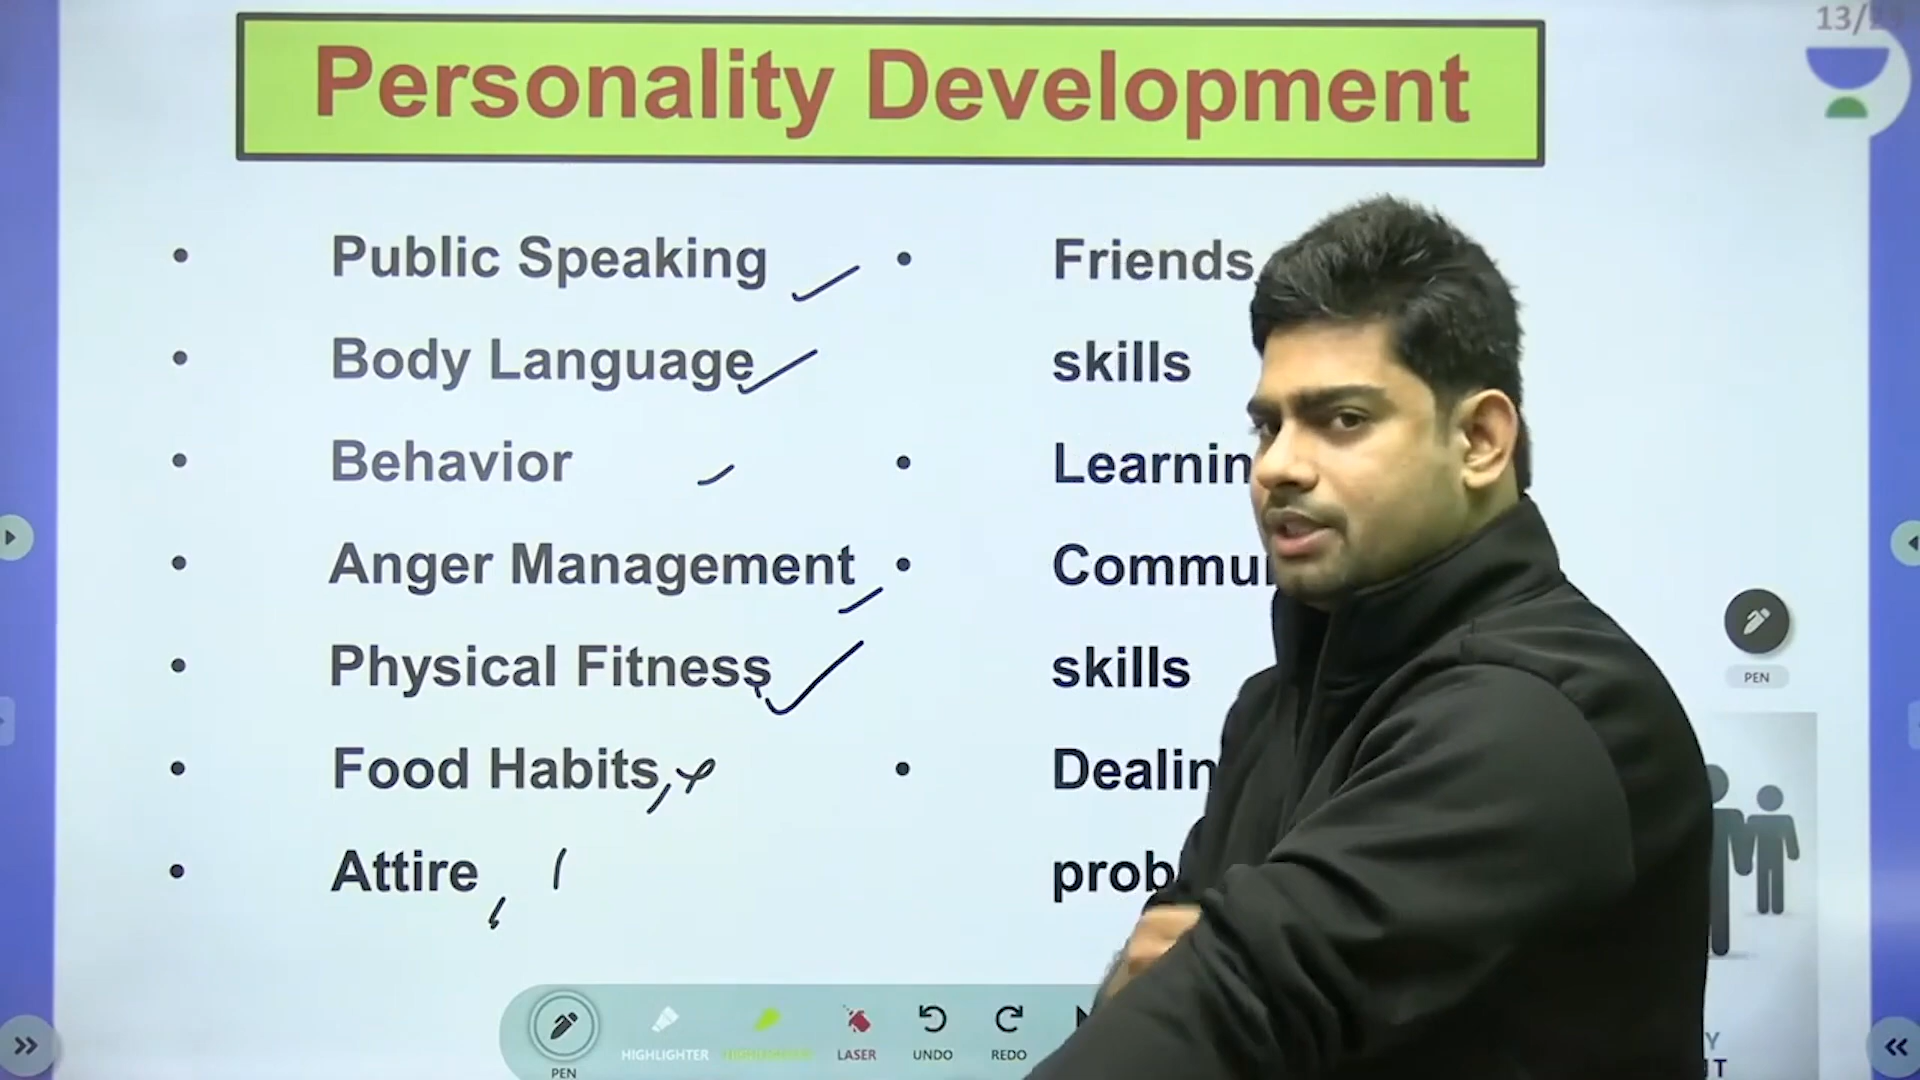 13/
Personality Development
• Public Speaking
• Body Language
• Behavior
• Anger Management
• Physical Fitness
• Food Habits
• Attire
• Friends
skills
• Learnin
• Commu
skills
• Dealin
prob
PEN
PEN
HIGHLIGHTER
HIGHLIGHTER
LASER
UNDO
REDO
Y
T